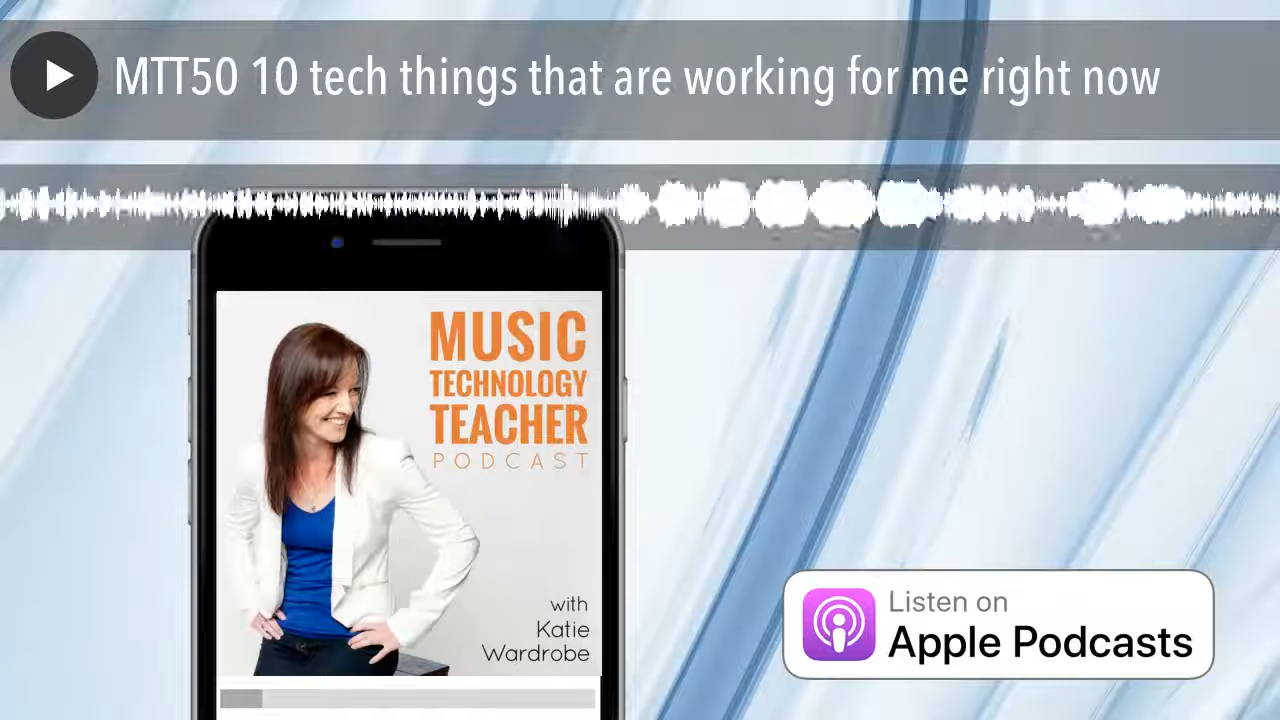 MTT50 10 tech things that are working for me right now
MUSIC
TECHNOLOGY
TEACHER
PODCAST
with
Katie
Wardrobe
Listen on
Apple Podcasts